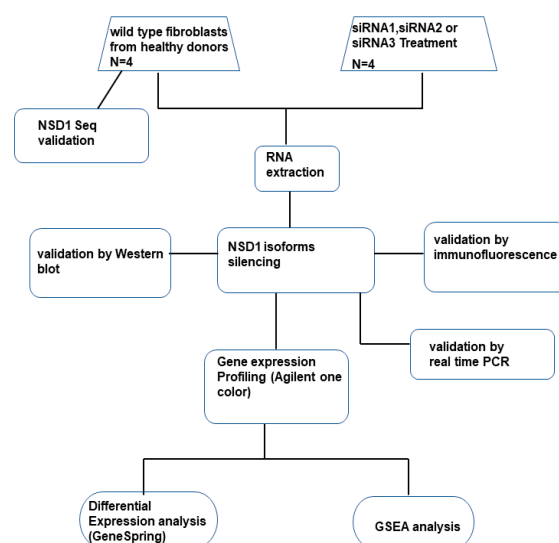 wild type fibroblasts
from healthy donors
N=4
siRNA1,siRNA2 or
siRNA3 Treatment
N=4
NSD1 Seq
validation
RNA
extraction
validation by Western
blot
NSD1 isoforms
silencing
validation by
immunofluorescence
validation by
real time PCR
Gene expression
Profiling (Agilent one
color)
Differential
Expression analysis
(GeneSpring)
GSEA analysis